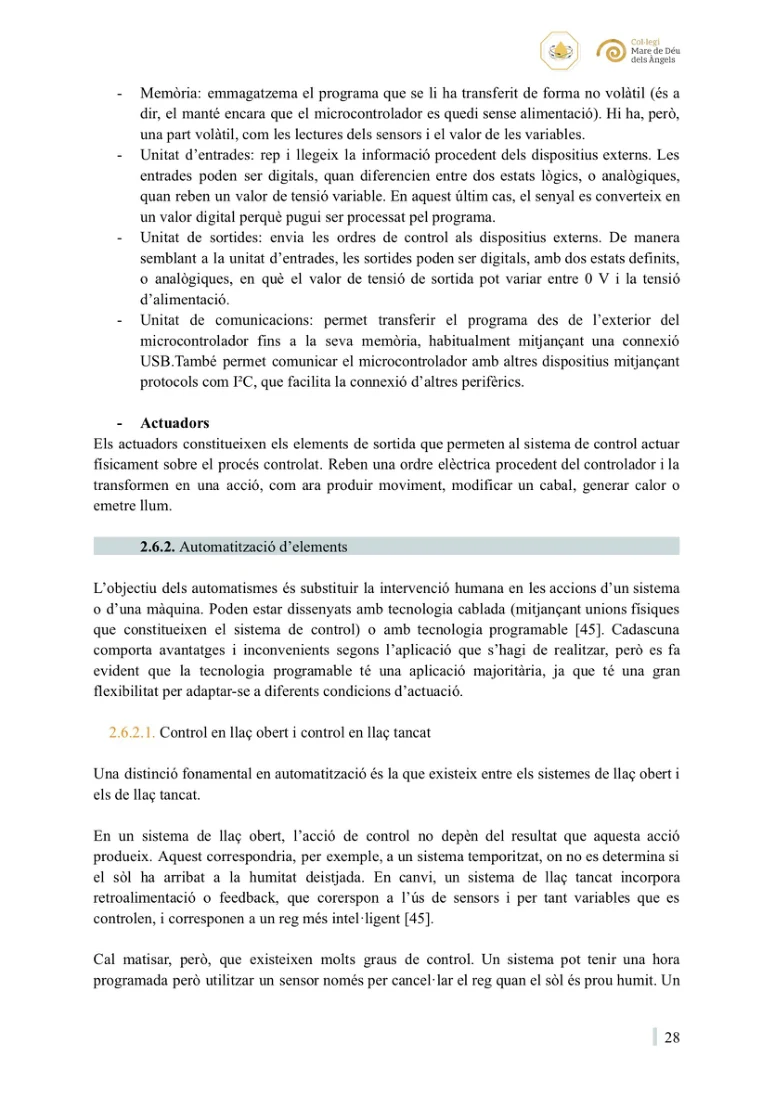 Col·legi
Mare de Déu
dels Àngels
- Memòria: emmagatzema el programa que se li ha transferit de forma no volàtil (és a
dir, el manté encara que el microcontrolador es quedi sense alimentació). Hi ha, però,
una part volàtil, com les lectures dels sensors i el valor de les variables.
- Unitat d’entrades: rep i llegeix la informació procedent dels dispositius externs. Les
entrades poden ser digitals, quan diferencien entre dos estats lògics, o analògiques,
quan reben un valor de tensió variable. En aquest últim cas, el senyal es converteix en
un valor digital perquè pugui ser processat pel programa.
- Unitat de sortides: envia les ordres de control als dispositius externs. De manera
semblant a la unitat d’entrades, les sortides poden ser digitals, amb dos estats definits,
o analògiques, en què el valor de tensió de sortida pot variar entre 0 V i la tensió
d’alimentació.
- Unitat de comunicacions: permet transferir el programa des de l’exterior del
microcontrolador fins a la seva memòria, habitualment mitjançant una connexió
USB.També permet comunicar el microcontrolador amb altres dispositius mitjançant
protocols com I²C, que facilita la connexió d’altres perifèrics.
- Actuadors
Els actuadors constitueixen els elements de sortida que permeten al sistema de control actuar
físicament sobre el procés controlat. Reben una ordre elèctrica procedent del controlador i la
transformen en una acció, com ara produir moviment, modificar un cabal, generar calor o
emetre llum.
2.6.2. Automatització d’elements
L’objectiu dels automatismes és substituir la intervenció humana en les accions d’un sistema
o d’una màquina. Poden estar dissenyats amb tecnologia cablada (mitjançant unions físiques
que constitueixen el sistema de control) o amb tecnologia programable [45]. Cadascuna
comporta avantatges i inconvenients segons l’aplicació que s’hagi de realitzar, però es fa
evident que la tecnologia programable té una aplicació majoritària, ja que té una gran
flexibilitat per adaptar-se a diferents condicions d’actuació.
2.6.2.1. Control en llaç obert i control en llaç tancat
Una distinció fonamental en automatització és la que existeix entre els sistemes de llaç obert i
els de llaç tancat.
En un sistema de llaç obert, l’acció de control no depèn del resultat que aquesta acció
produeix. Aquest correspondria, per exemple, a un sistema temporitzat, on no es determina si
el sòl ha arribat a la humitat deistjada. En canvi, un sistema de llaç tancat incorpora
retroalimentació o feedback, que corerspon a l’ús de sensors i per tant variables que es
controlen, i corresponen a un reg més intel·ligent [45].
Cal matisar, però, que existeixen molts graus de control. Un sistema pot tenir una hora
programada però utilitzar un sensor només per cancel·lar el reg quan el sòl és prou humit. Un
28